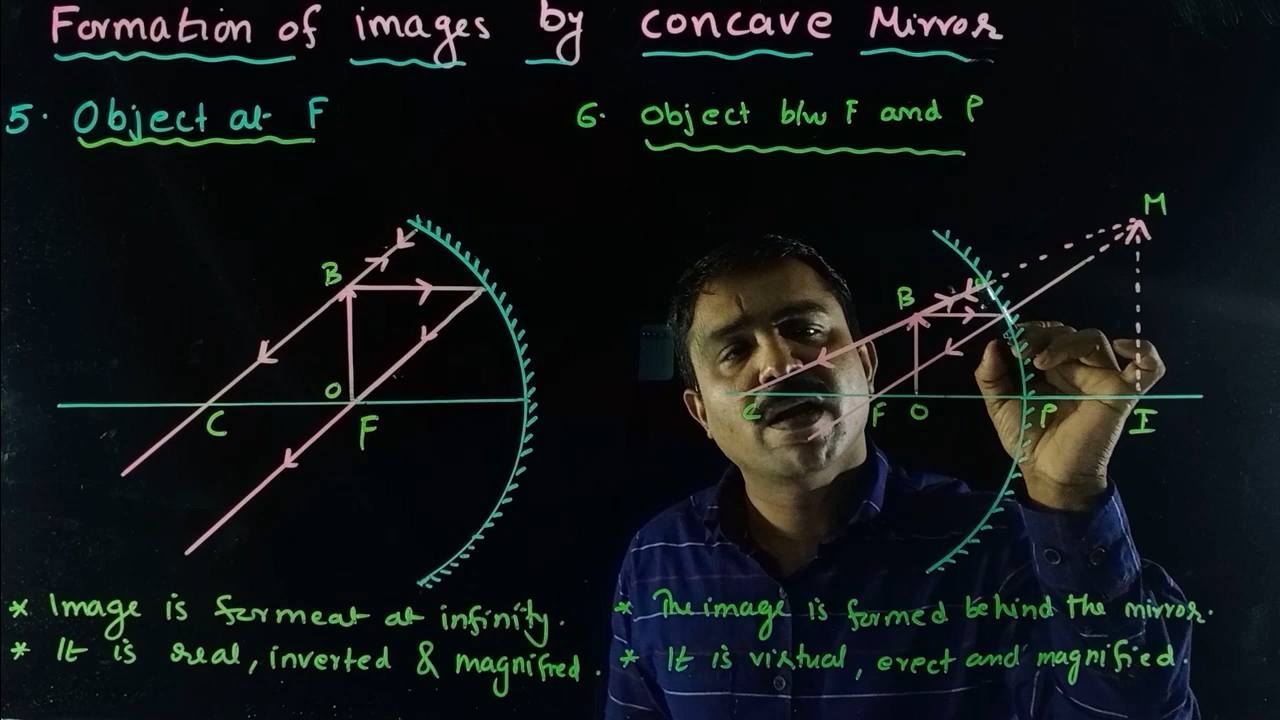 Formation of images by concave Mirror
5. Object at F
6. Object b/w F and P
M
B
B
O
C
F
C
F
O
P
I
* Image is formeat at infinity.
* It is real, inverted & magnified.
* The image is formed behind the mirror.
* It is virtual, erect and magnified.